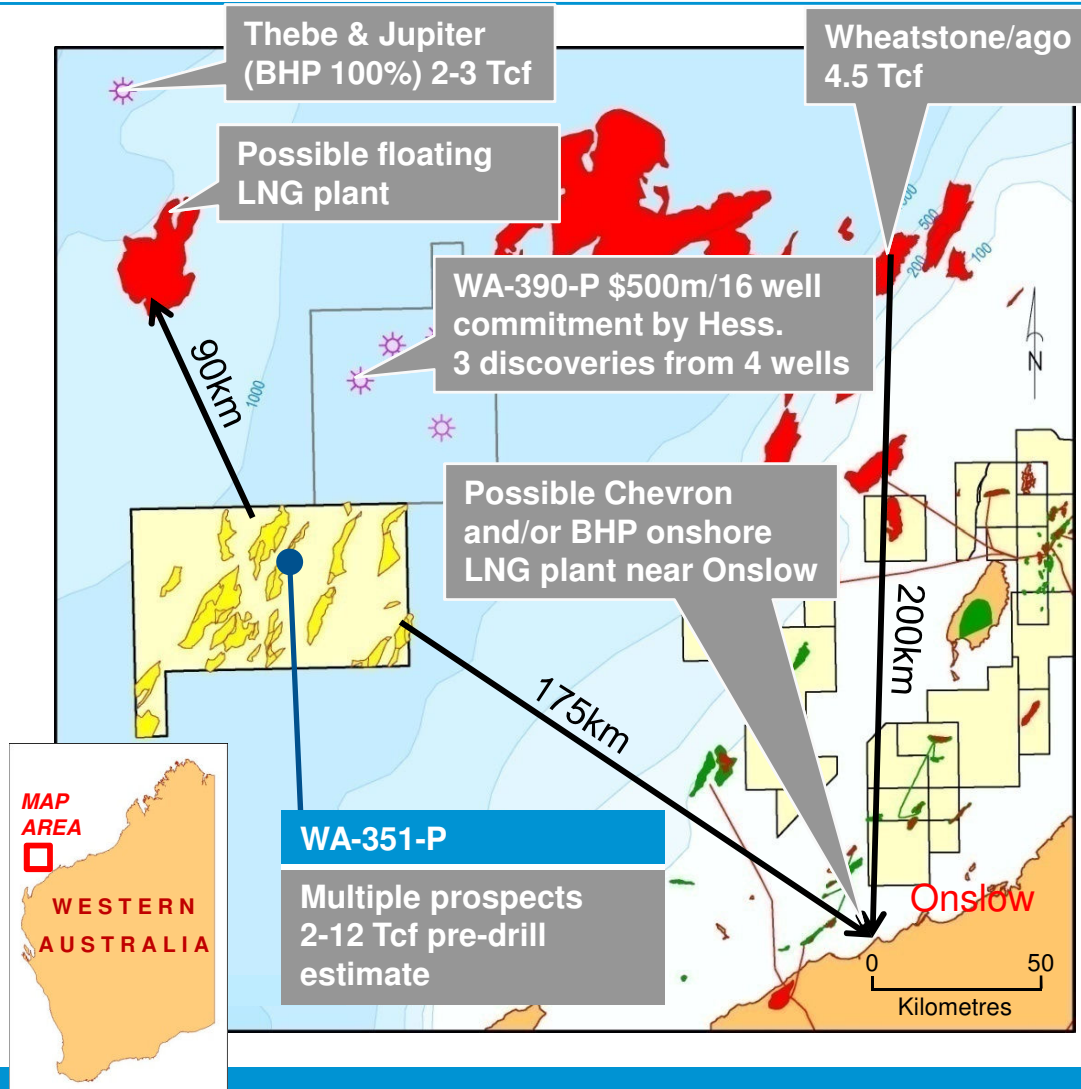 Thebe & Jupiter
(BHP 100%) 2-3 Tcf
Wheatstone/ago
4.5 Tcf
Possible floating
LNG plant
500
200
100
WA-390-P $500m/16 well
commitment by Hess.
3 discoveries from 4 wells
N
90km
1000
Possible Chevron
and/or BHP onshore
LNG plant near Onslow
200km
175km
MAP
AREA
WESTERN
AUSTRALIA
WA-351-P
Multiple prospects
2-12 Tcf pre-drill
estimate
Onslow
0 50
Kilometres